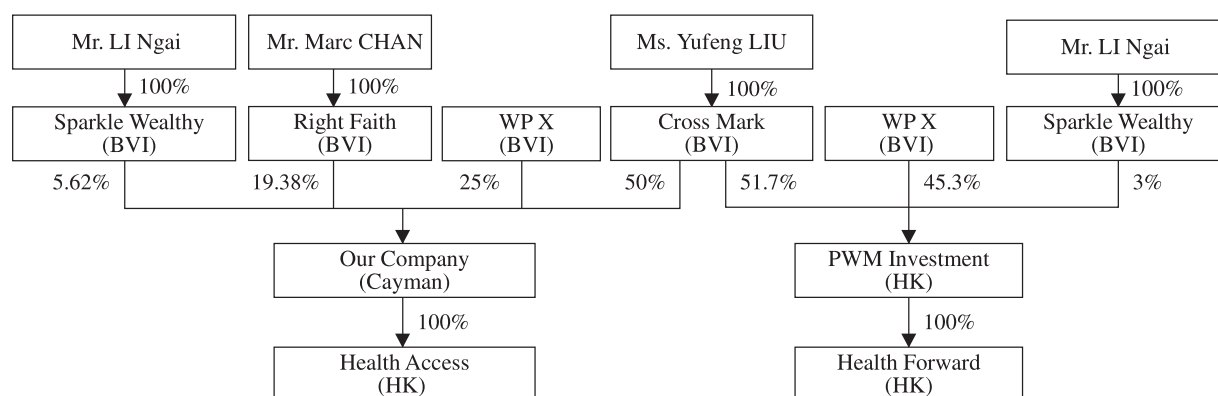 Mr. LI Ngai
Mr. Marc CHAN
Ms. Yufeng LIU
Mr. LI Ngai
100%
100%
100%
100%
Sparkle Wealthy
(BVI)
Right Faith
(BVI)
WP X
(BVI)
Cross Mark
(BVI)
WP X
(BVI)
Sparkle Wealthy
(BVI)
5.62%
19.38%
25%
50%
51.7%
45.3%
3%
Our Company
(Cayman)
PWM Investment
(HK)
100%
100%
Health Access
(HK)
Health Forward
(HK)